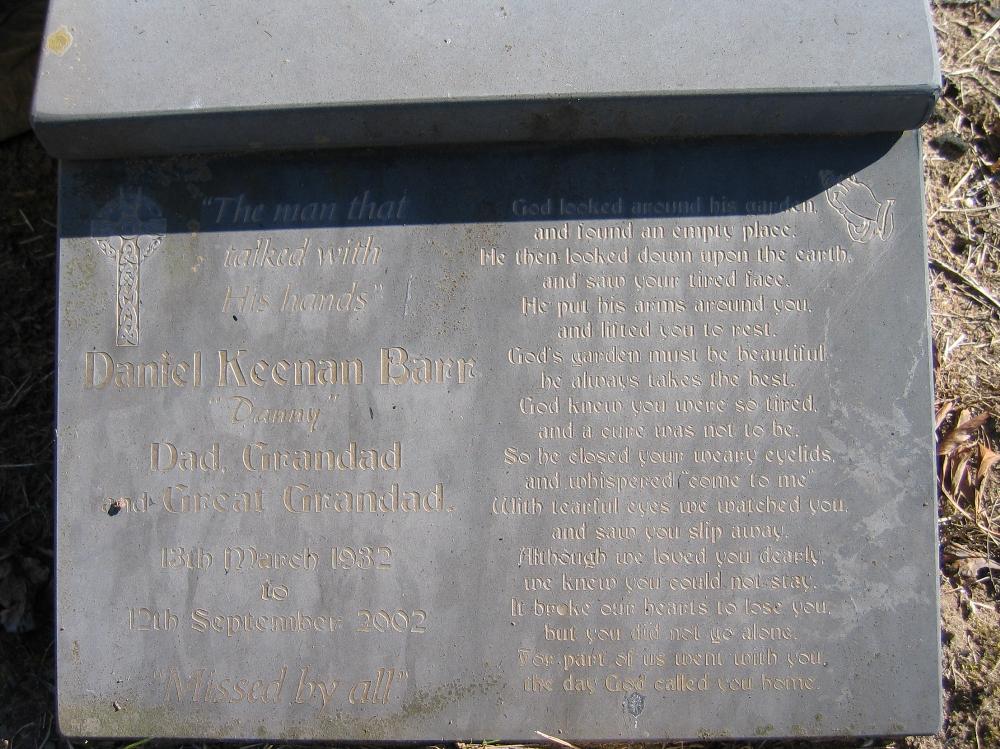 "The man that
talked with
His hands"
Daniel Keenan Barr
"Danny"
Dad, Grandad
and Great Grandad.
13th March 1932
to
12th September 2002
"Missed by all"
God looked around his garden,
and found an empty place.
He then looked down upon the earth,
and saw your tired face.
He put his arms around you,
and lifted you to rest.
God's garden must be beautiful
he always takes the best.
God knew you were so tired,
and a cure was not to be.
So he closed your weary eyelids,
and whispered "come to me"
With tearful eyes we watched you,
and saw you slip away.
Although we loved you dearly,
we knew you could not stay.
It broke our hearts to lose you,
but you did not go alone.
For part of us went with you,
the day God called you home.